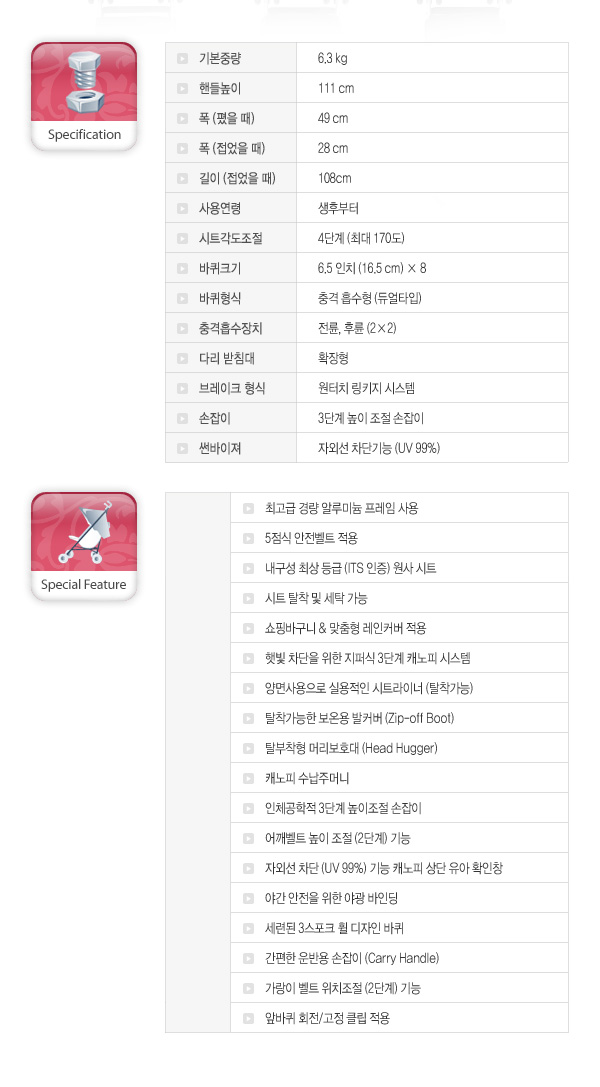 Specification
기본중량 6.3 kg
핸들높이 111 cm
폭 (폈을 때) 49 cm
폭 (접었을 때) 28 cm
길이 (접었을 때) 108cm
사용연령 생후부터
시트각도조절 4단계 (최대 170도)
바퀴크기 6.5 인치 (16.5 cm) × 8
바퀴형식 충격 흡수형 (듀얼타입)
충격흡수장치 전륜, 후륜 (2×2)
다리 받침대 확장형
브레이크 형식 원터치 링키지 시스템
손잡이 3단계 높이 조절 손잡이
썬바이져 자외선 차단기능 (UV 99%)
Special Feature
최고급 경량 알루미늄 프레임 사용
5점식 안전벨트 적용
내구성 최상 등급 (ITS 인증) 원사 시트
시트 탈착 및 세탁 가능
쇼핑바구니 & 맞춤형 레인커버 적용
햇빛 차단을 위한 지퍼식 3단계 캐노피 시스템
양면사용으로 실용적인 시트라이너 (탈착가능)
탈착가능한 보온용 발커버 (Zip-off Boot)
탈부착형 머리보호대 (Head Hugger)
캐노피 수납주머니
인체공학적 3단계 높이조절 손잡이
어깨벨트 높이 조절 (2단계) 기능
자외선 차단 (UV 99%) 기능 캐노피 상단 유아 확인창
야간 안전을 위한 야광 바인딩
세련된 3스포크 휠 디자인 바퀴
간편한 운반용 손잡이 (Carry Handle)
가랑이 벨트 위치조절 (2단계) 기능
앞바퀴 회전/고정 클립 적용